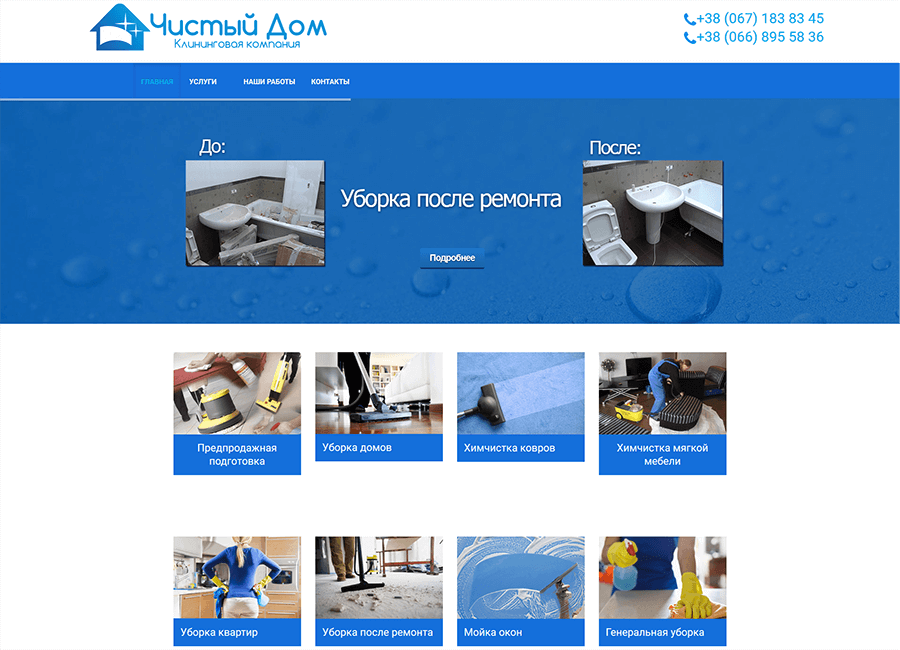 Чистый Дом
Клининговая компания
+38 (067) 183 83 45
+38 (066) 895 58 36
ГЛАВНАЯ УСЛУГИ НАШИ РАБОТЫ КОНТАКТЫ
До:
После:
Уборка после ремонта
Подробнее
Предпродажная
подготовка
Уборка домов
Химчистка ковров
Химчистка мягкой
мебели
Уборка квартир
Уборка после ремонта
Мойка окон
Генеральная уборка